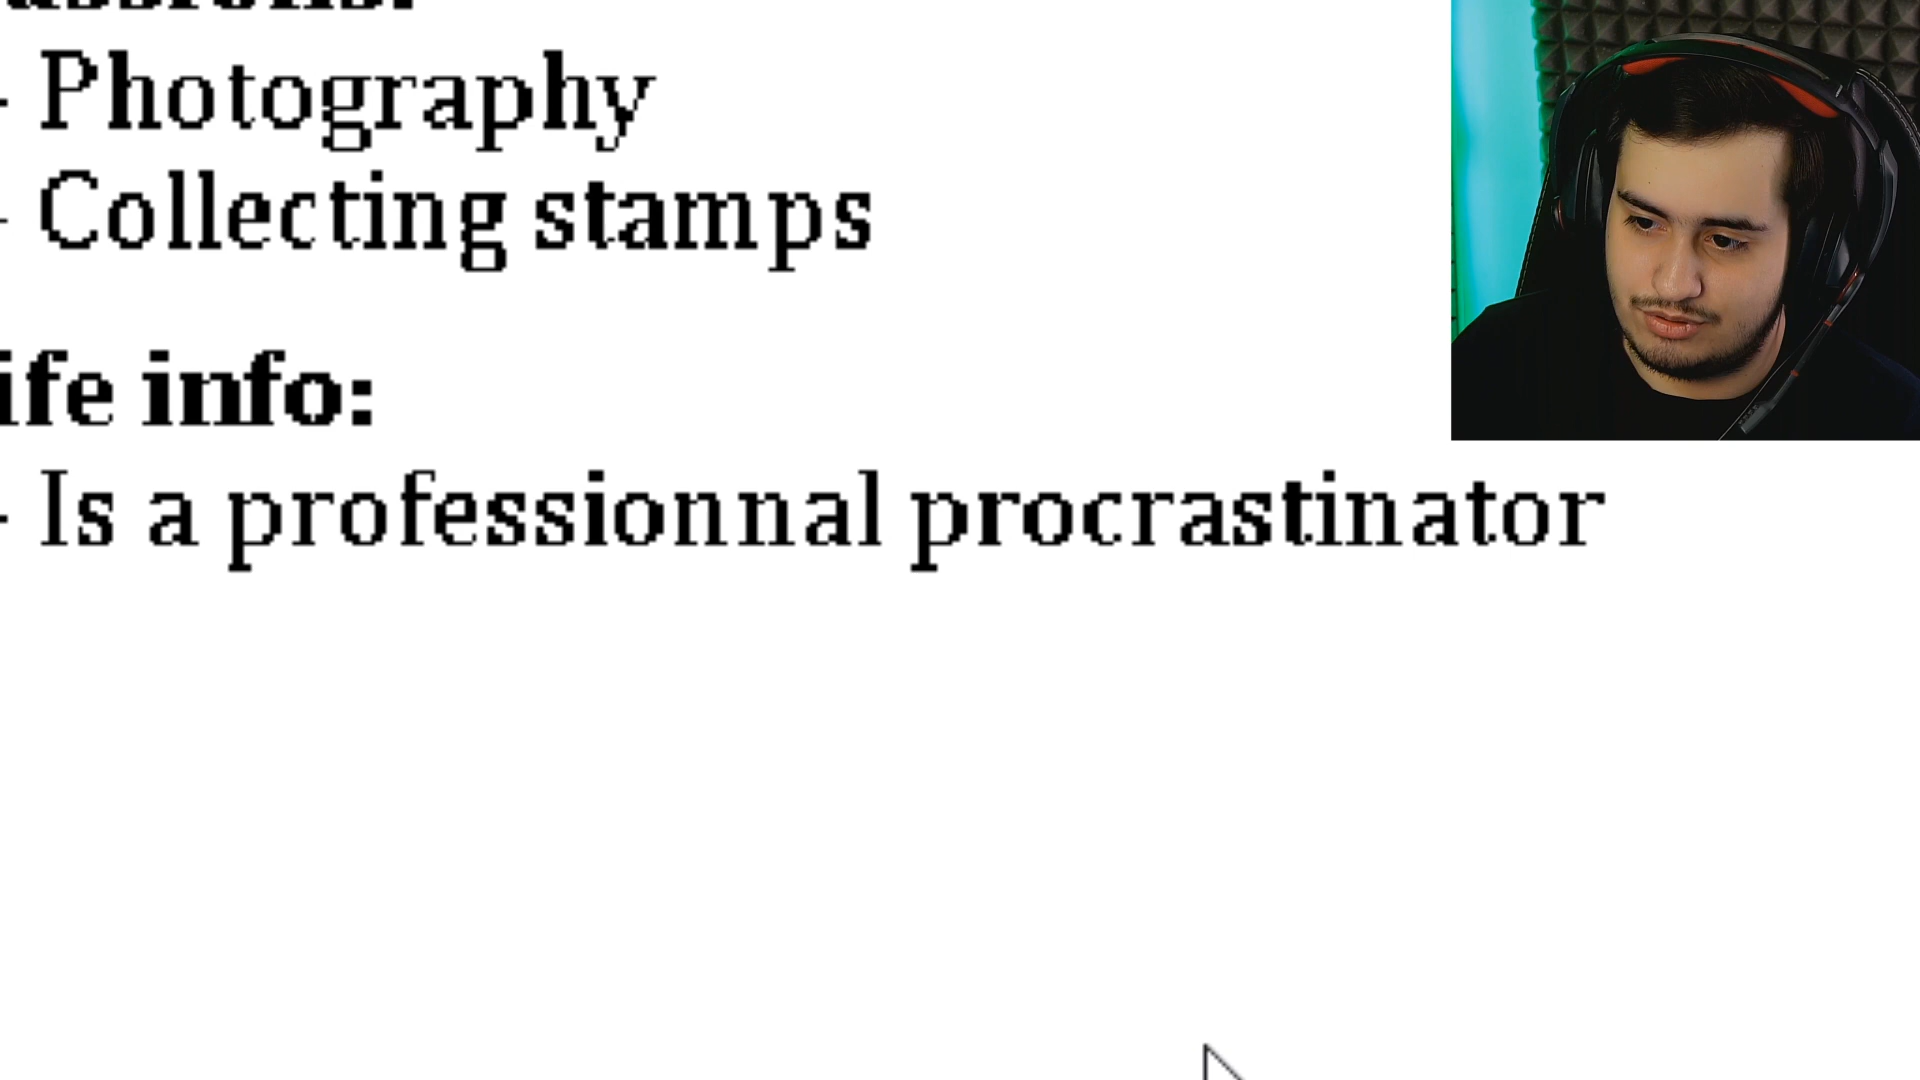 - Photography
- Collecting stamps
ife info:
- Is a professionnal procrastinator